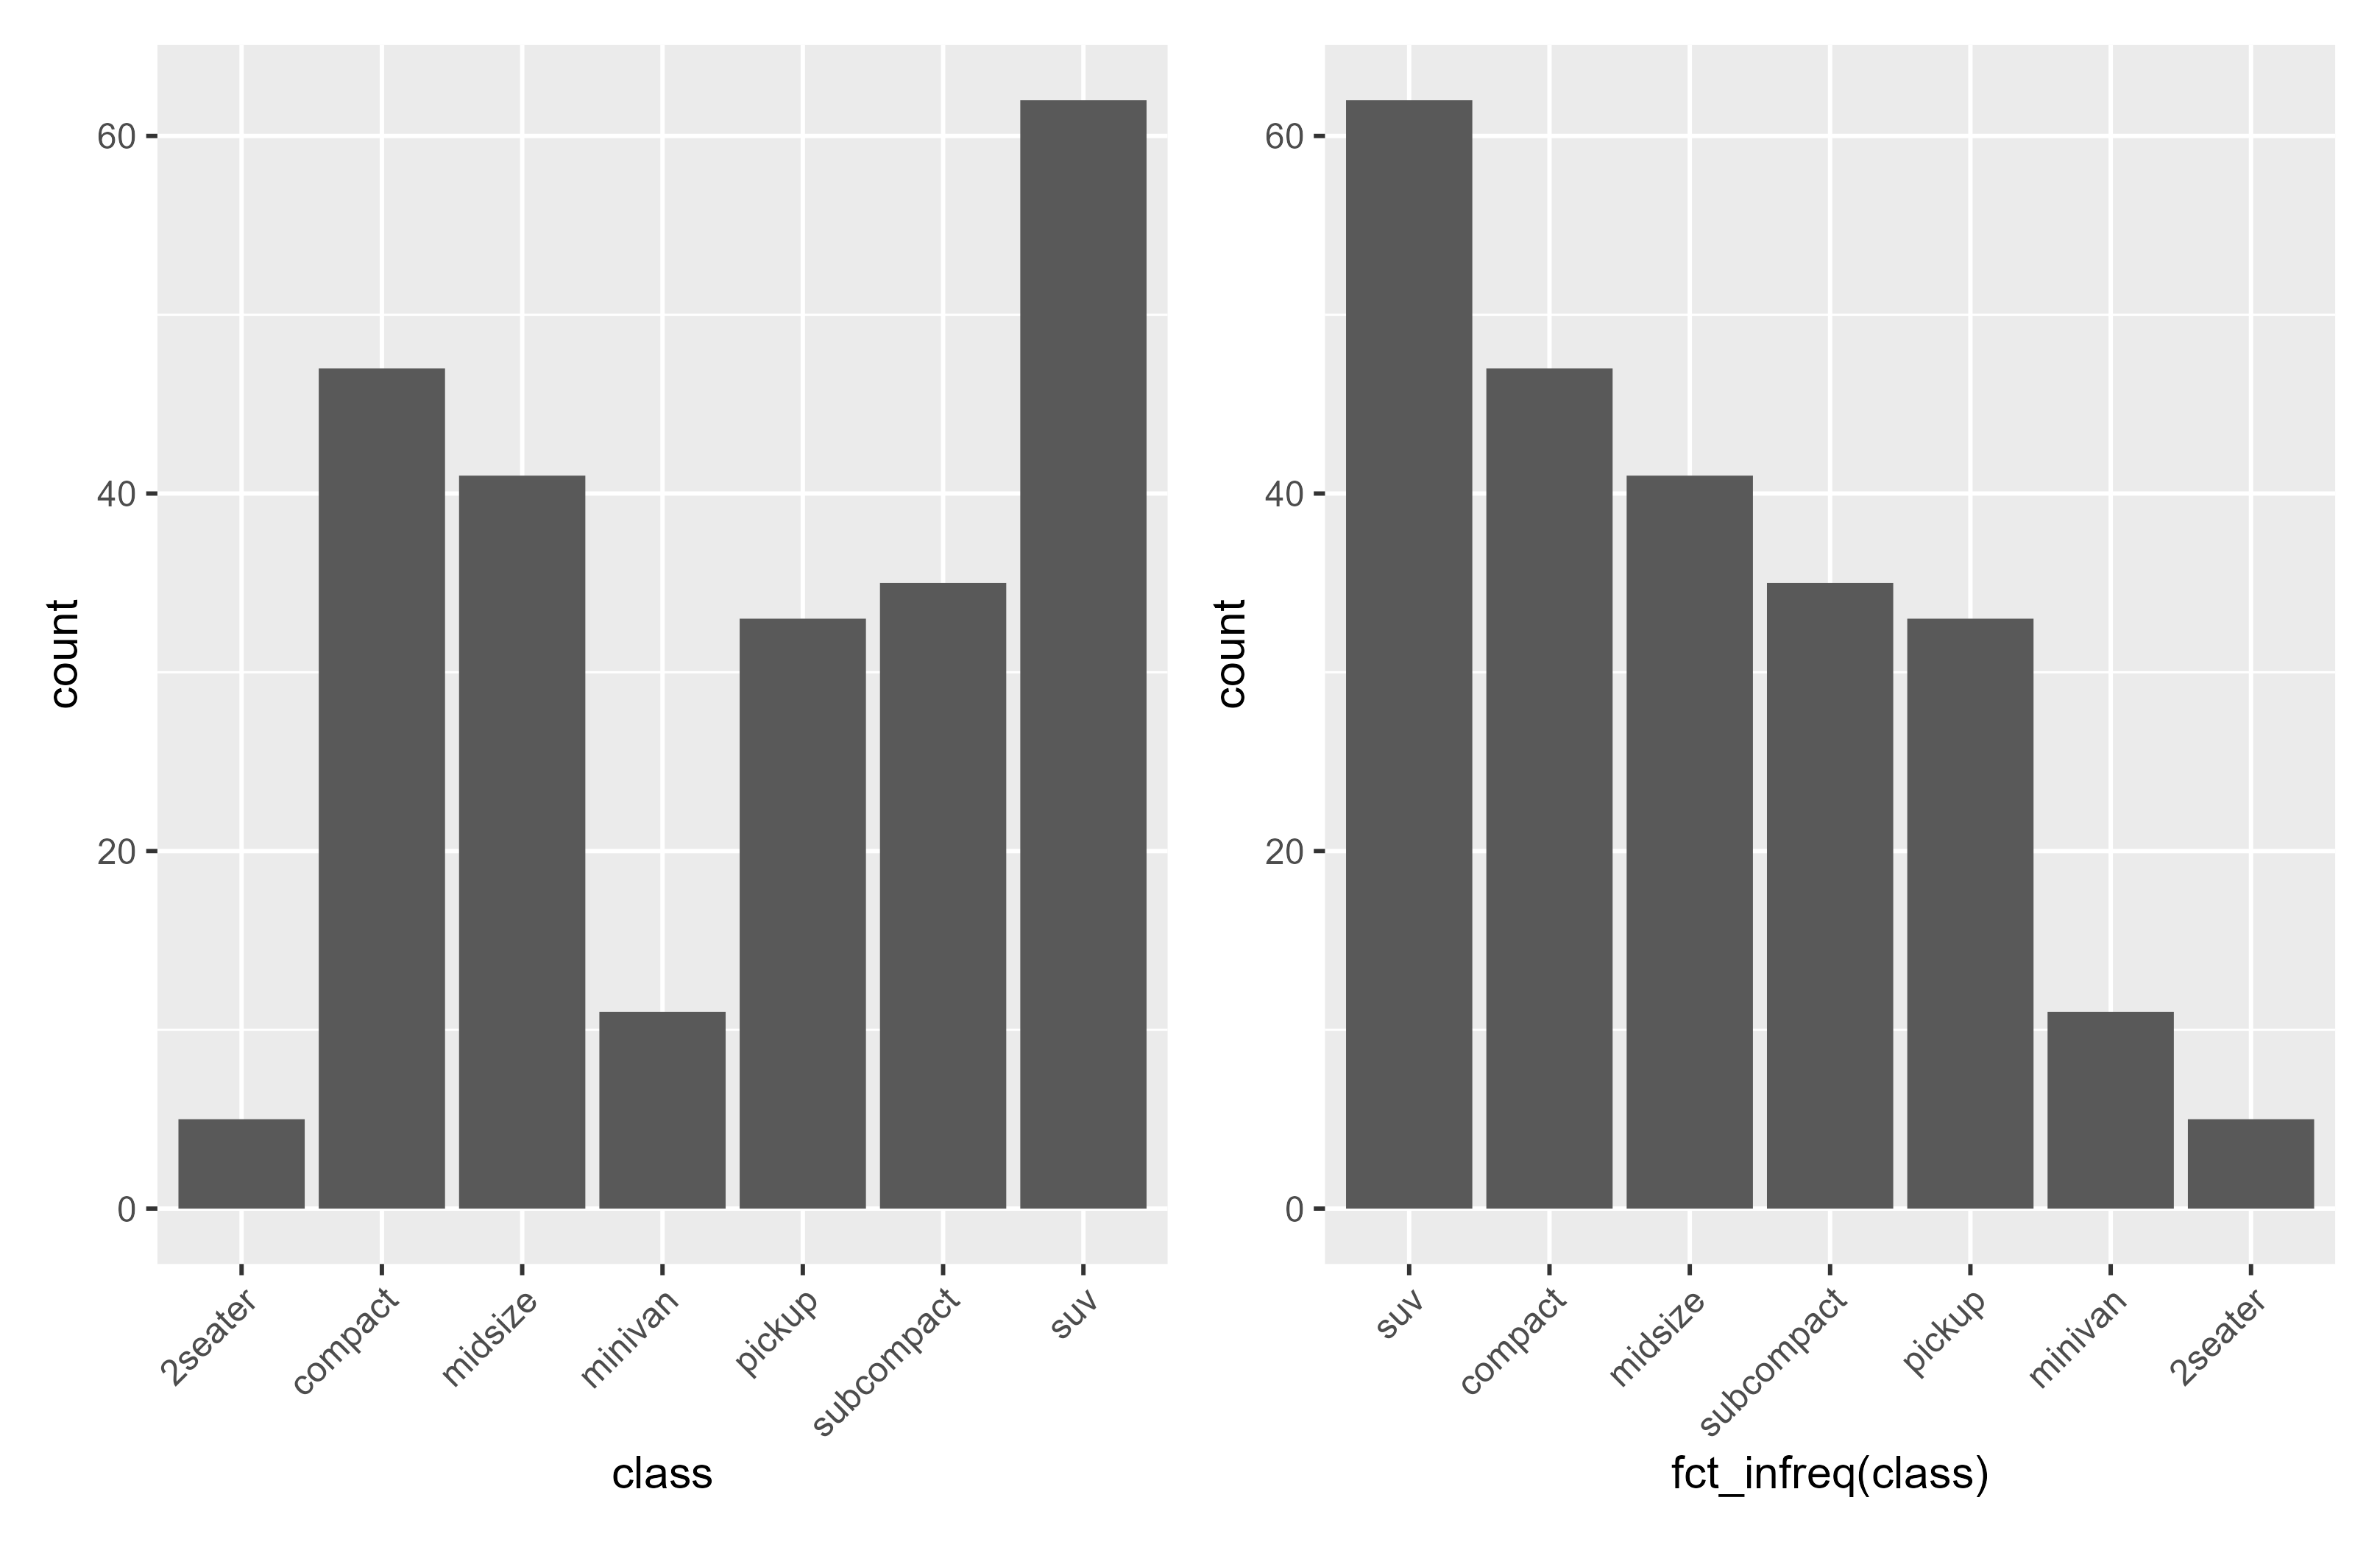 count
60
40
20
0
2seater
compact
midsize
minivan
pickup
subcompact
suv
class
count
60
40
20
0
suv
compact
midsize
subcompact
pickup
minivan
2seater
fct_infreq(class)